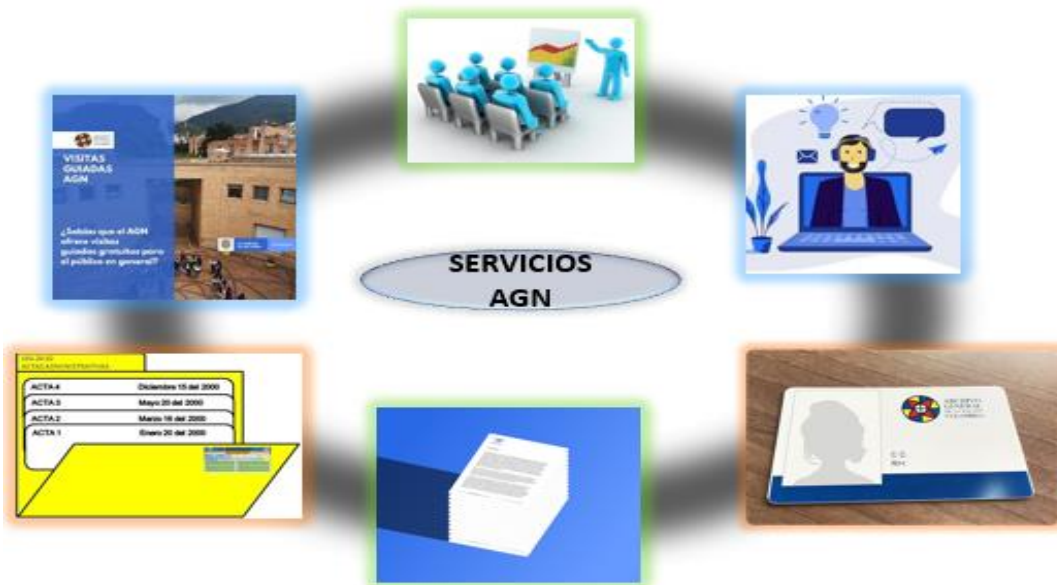 SERVICIOS
AGN
VISITAS
GUIADAS
AGN
¿Sabías que el AGN
ofrece visitas
guiadas gratuitas para
el público en general?
ACTA 4 Diciembre 15 del 2000
ACTA 3 Mayo 20 del 2000
ACTA 2 Marzo 16 del 2000
ACTA 1 Enero 20 del 2000
ARCHIVO
GENERAL